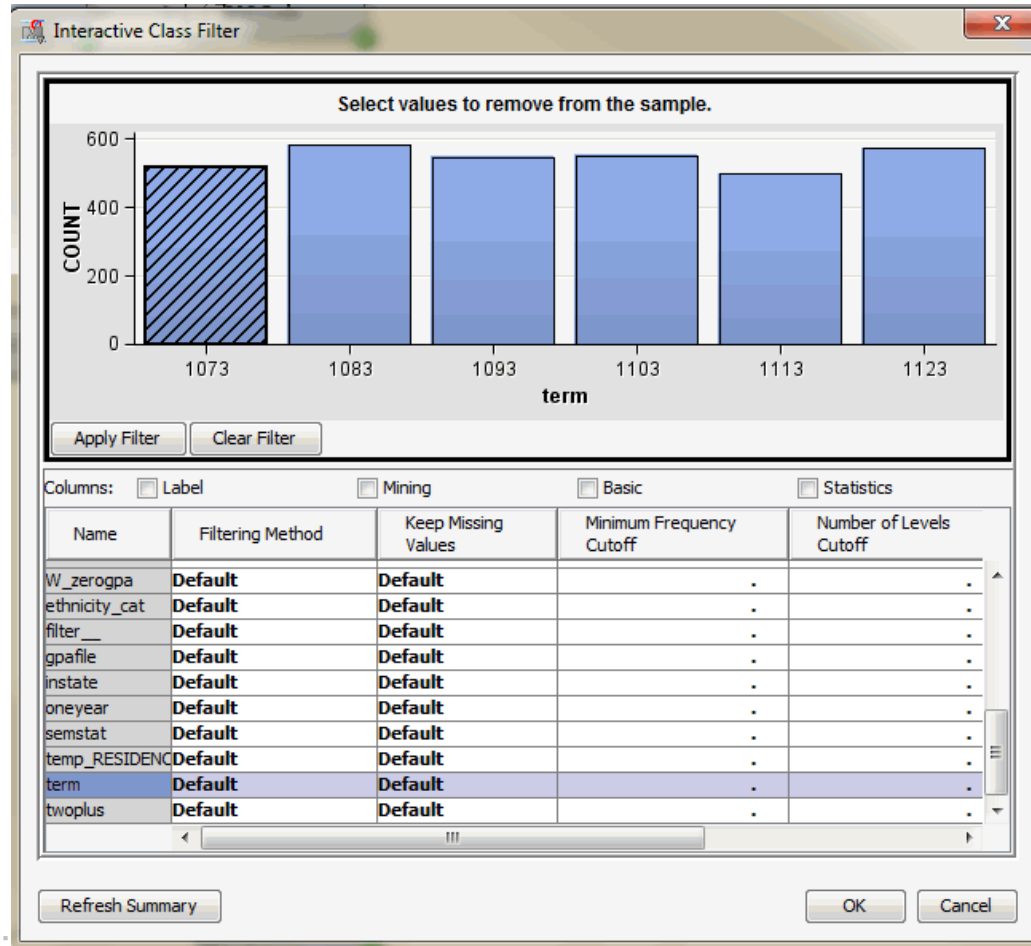 Interactive Class Filter
Select values to remove from the sample.
600
400
200
0
COUNT
1073 1083 1093 1103 1113 1123
term
Apply Filter Clear Filter
Columns: Label Mining Basic Statistics
Name Filtering Method Keep Missing Values Minimum Frequency Cutoff Number of Levels Cutoff
W_zerogpa Default Default . .
ethnicity_cat Default Default . .
filter__ Default Default . .
gpafile Default Default . .
instate Default Default . .
oneyear Default Default . .
semstat Default Default . .
temp_RESIDENC Default Default . .
term Default Default . .
twoplus Default Default . .
Refresh Summary OK Cancel